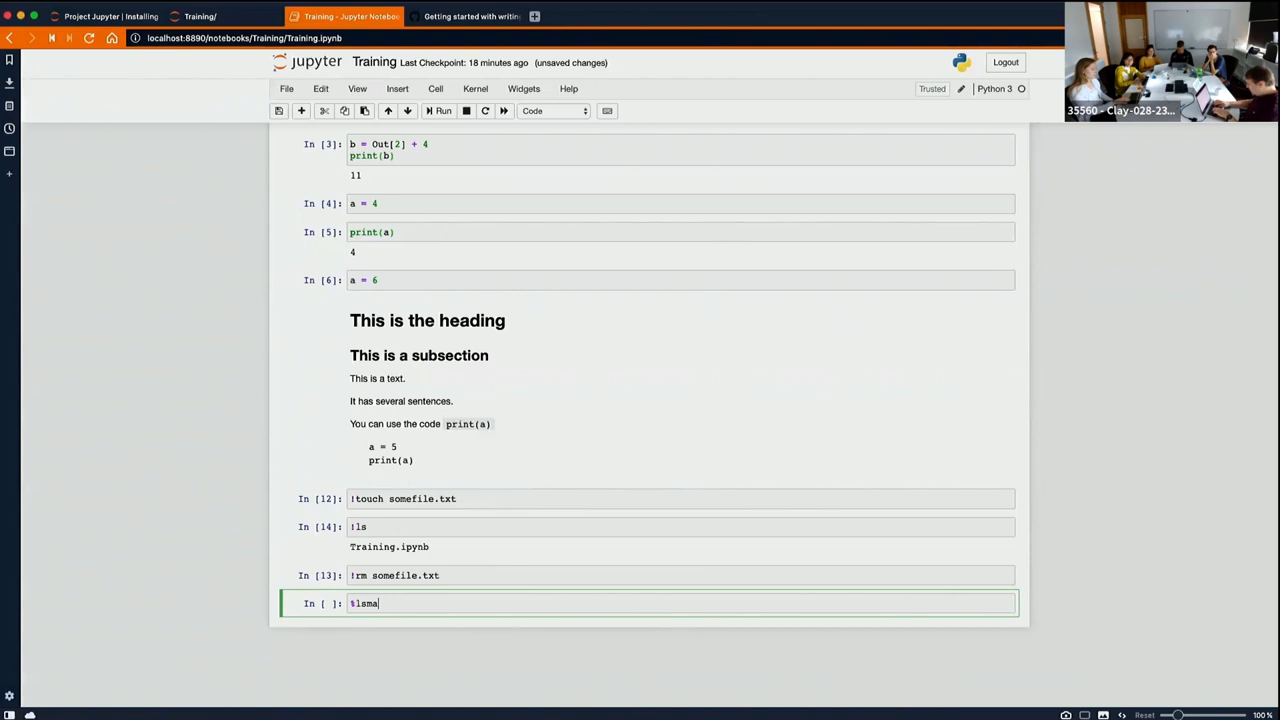 Project Jupyter | Installing
Training/
Training - Jupyter Notebo
Getting started with writing
localhost:8890/notebooks/Training/Training.ipynb
jupyter
Training Last Checkpoint: 18 minutes ago (unsaved changes)
Logout
File Edit View Insert Cell Kernel Widgets Help
Trusted
Python 3
Run
Code
In [3]: b = Out[2] + 4
print(b)
11
In [4]: a = 4
In [5]: print(a)
4
In [6]: a = 6
This is the heading
This is a subsection
This is a text.
It has several sentences.
You can use the code print(a)
a = 5
print(a)
In [12]: !touch somefile.txt
In [14]: !ls
Training.ipynb
In [13]: !rm somefile.txt
In [ ]: %lsma
35560 - Clay-028-23...
Reset
100 %